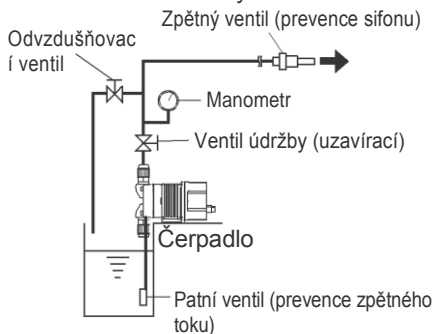 Zpětný ventil (prevence sifonu)
Odvzdušňovac
í ventil
Manometr
Ventil údržby (uzavírací)
Čerpadlo
Patní ventil (prevence zpětného
toku)